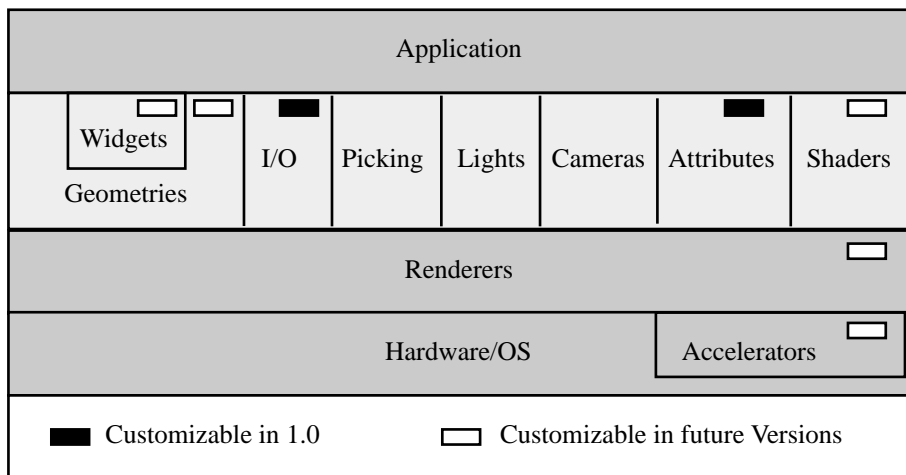 Application
Widgets
Geometries
I/O
Picking
Lights
Cameras
Attributes
Shaders
Renderers
Hardware/OS
Accelerators
Customizable in 1.0
Customizable in future Versions